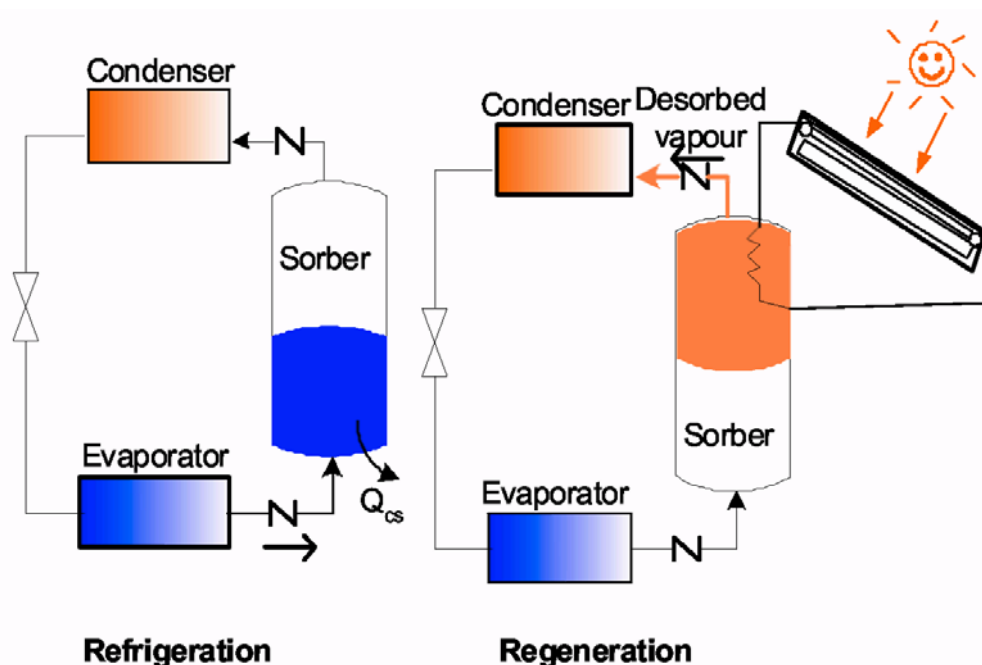 Condenser
Sorber
Evaporator
Qcs
Refrigeration
Condenser
Desorbed
vapour
Sorber
Evaporator
Regeneration